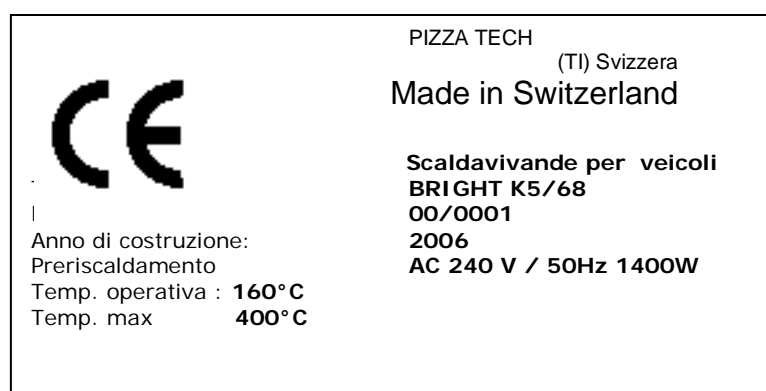 PIZZA TECH
(TI) Svizzera
Made in Switzerland
CE
Scaldavivande per veicoli
BRIGHT K5/68
00/0001
Anno di costruzione: 2006
Preriscaldamento AC 240 V / 50Hz 1400W
Temp. operativa : 160°C
Temp. max 400°C